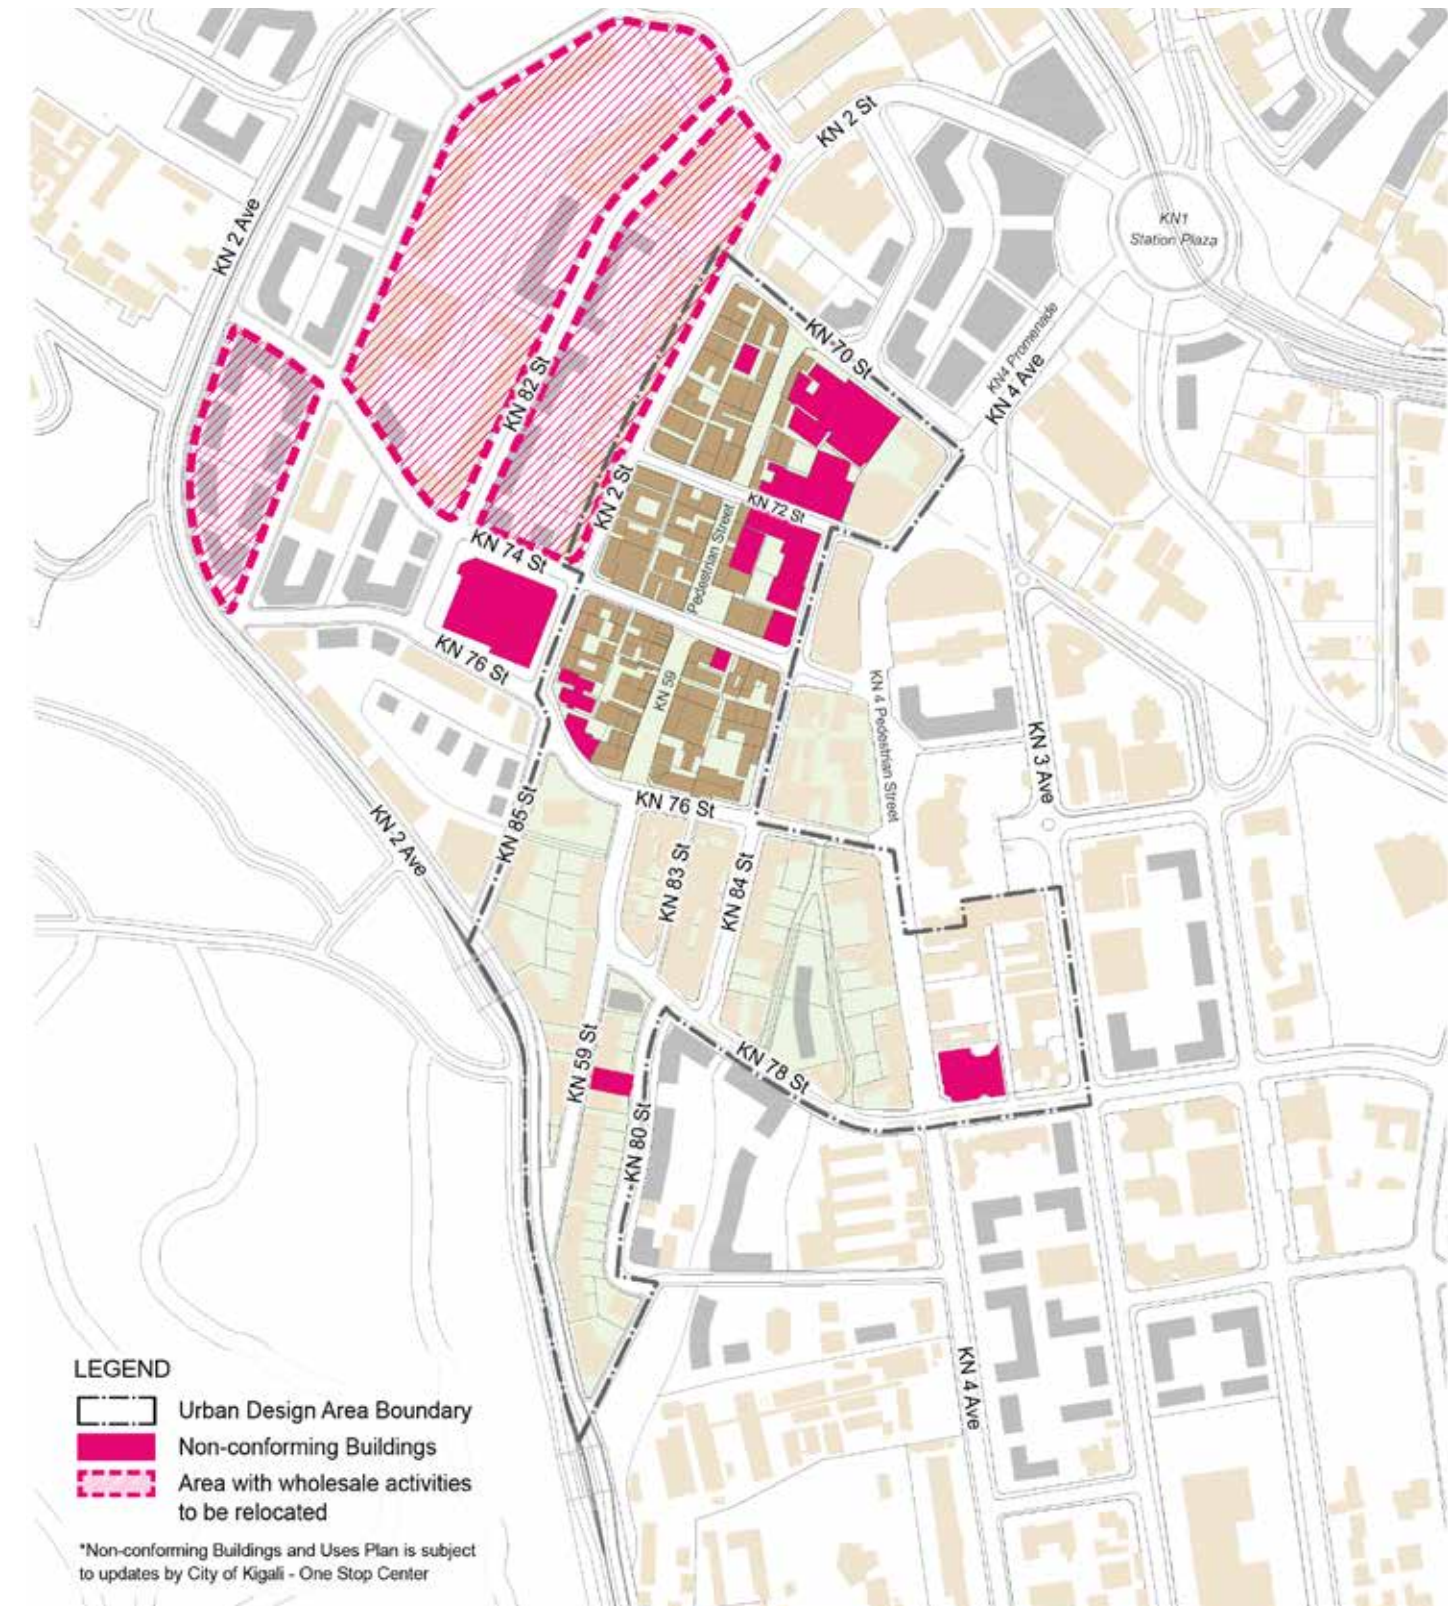 KN 2 St
KN1
Station Plaza
KN 2 Ave
KN 70 St
KN4 Promenade
KN 4 Ave
KN 82 St
KN 2 St
KN 72 St
Pedestrian Street
KN 74 St
KN 76 St
KN 59
KN 4 Pedestrian Street
KN 3 Ave
KN 76 St
KN 85 St
KN 2 Ave
KN 83 St
KN 84 St
KN 59 St
KN 78 St
KN 80 St
KN 4 Ave
LEGEND
Urban Design Area Boundary
Non-conforming Buildings
Area with wholesale activities
to be relocated
*Non-conforming Buildings and Uses Plan is subject
to updates by City of Kigali - One Stop Center